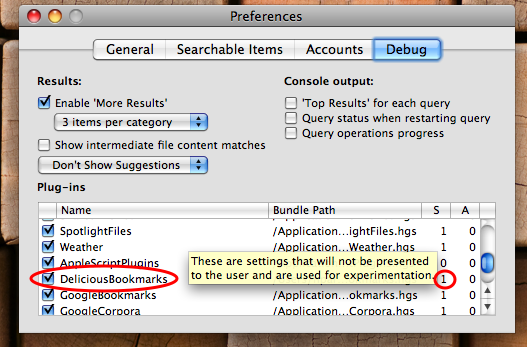 Preferences
General Searchable Items Accounts Debug
Results: Console output:
Enable 'More Results' 'Top Results' for each query
3 items per category Query status when restarting query
Show intermediate file content matches Query operations progress
Don't Show Suggestions
Plug-ins
Name Bundle Path S A
SpotlightFiles /Application...ightFiles.hgs 1 0
Weather /Application...Weather.hgs 1 0
AppleScriptPlugins 0 0
These are settings that will not be presented
to the user and are used for experimentation.
DeliciousBookmarks 1 0
GoogleBookmarks /Application...okmarks.hgs 1 0
GoogleCorpora /Application...Corpora.hgs 1 0